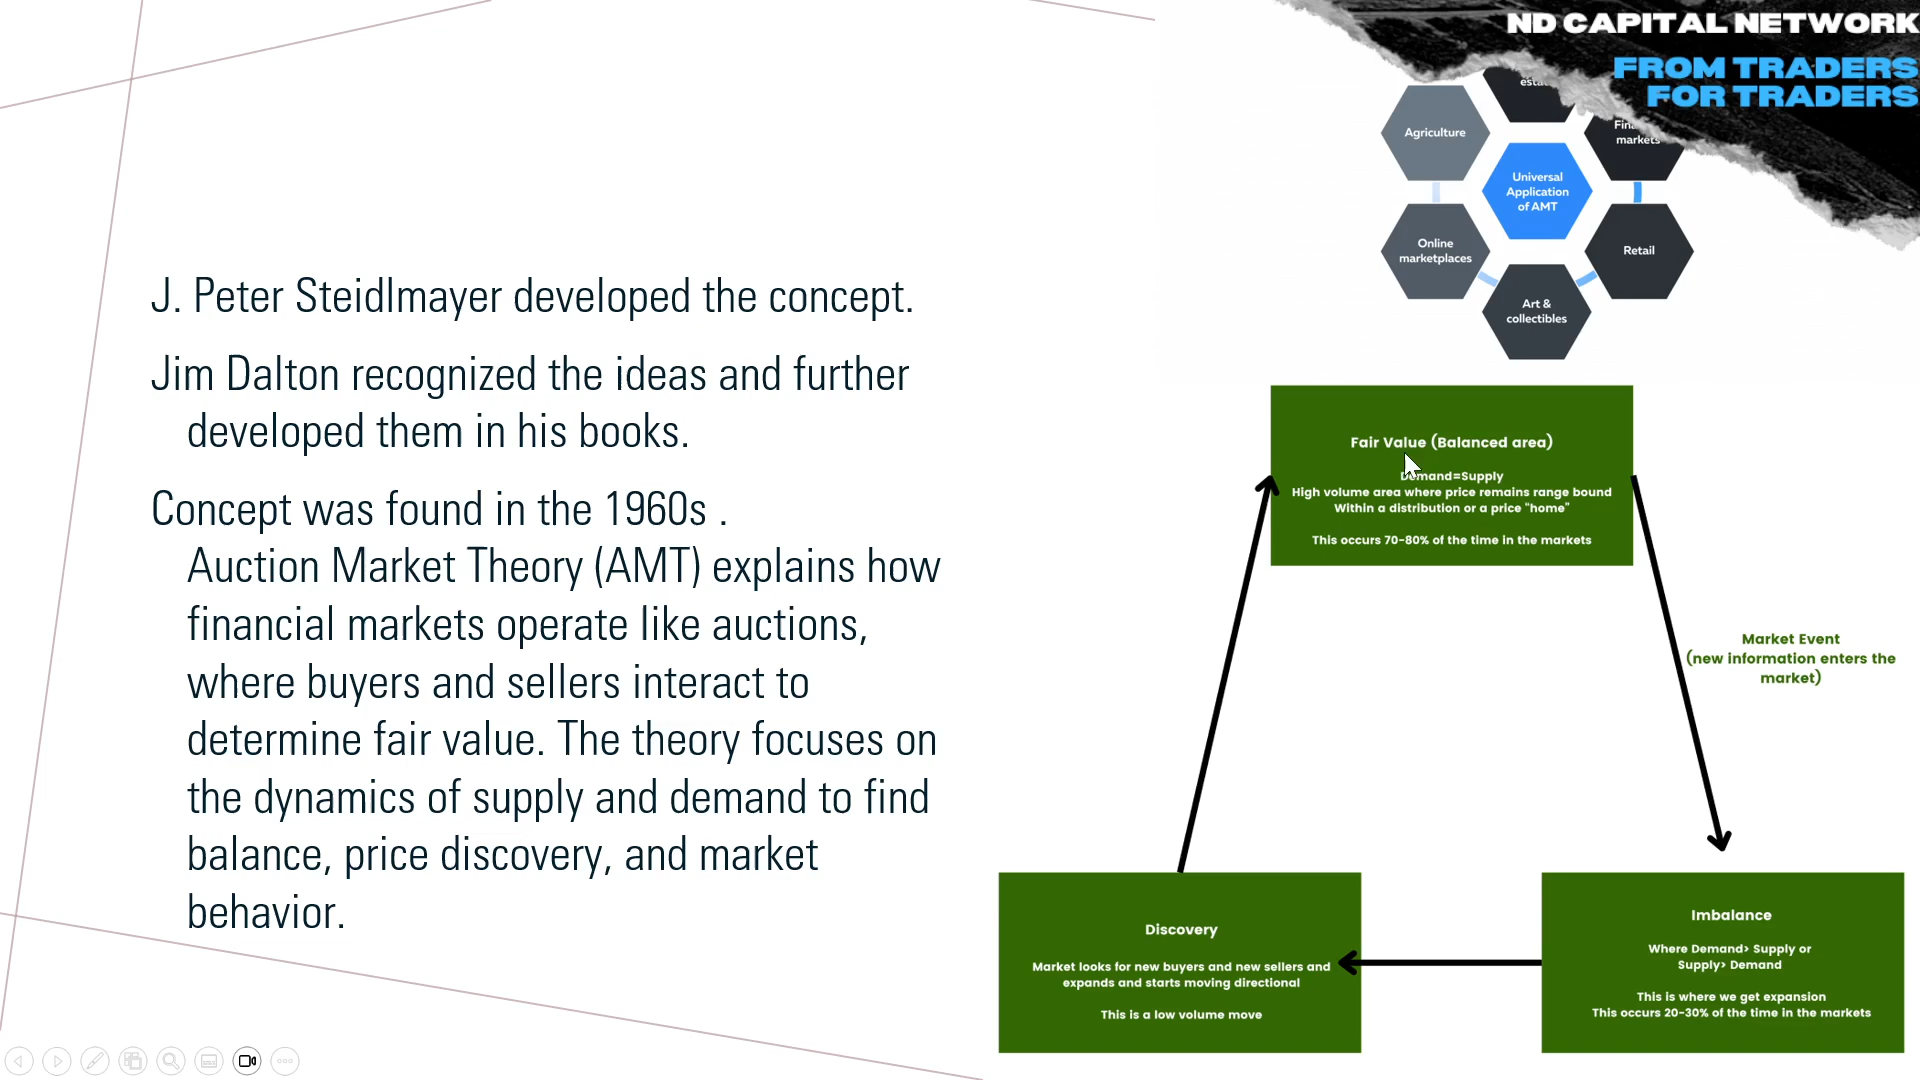 ND CAPITAL NETWORK
FROM TRADERS
FOR TRADERS
Agriculture
markets
Universal
Application
of AMT
Online
marketplaces
Retail
Art &
collectibles
J. Peter Steidlmayer developed the concept.
Jim Dalton recognized the ideas and further
developed them in his books.
Concept was found in the 1960s .
Auction Market Theory (AMT) explains how
financial markets operate like auctions,
where buyers and sellers interact to
determine fair value. The theory focuses on
the dynamics of supply and demand to find
balance, price discovery, and market
behavior.
Fair Value (Balanced area)
Demand=Supply
High volume area where price remains range bound
Within a distribution or a price "home"
This occurs 70-80% of the time in the markets
Market Event
(new information enters the
market)
Imbalance
Where Demand> Supply or
Supply> Demand
This is where we get expansion
This occurs 20-30% of the time in the markets
Discovery
Market looks for new buyers and new sellers and
expands and starts moving directional
This is a low volume move